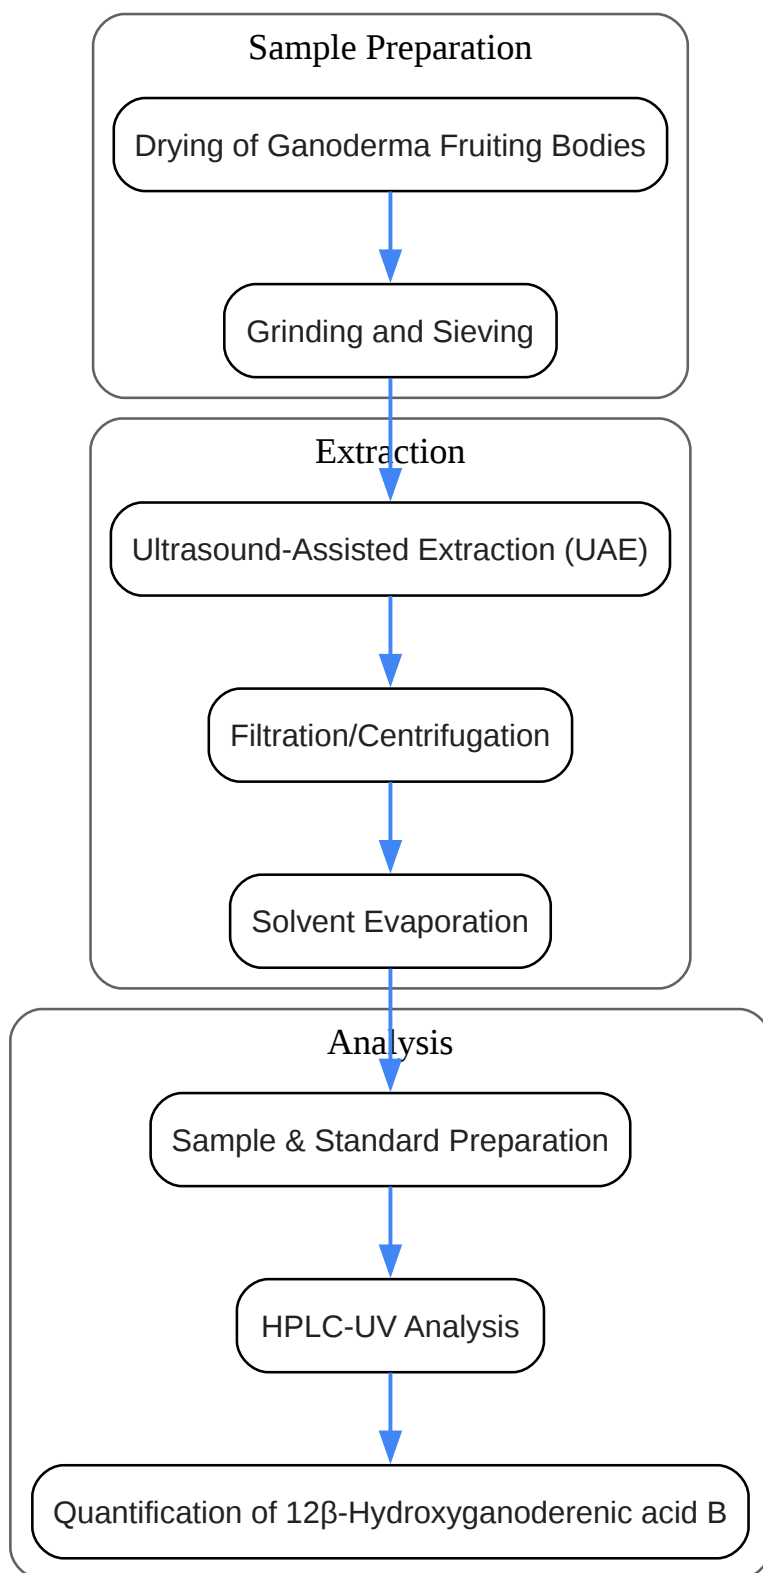 Sample Preparation
Drying of Ganoderma Fruiting Bodies
Grinding and Sieving
Extraction
Ultrasound-Assisted Extraction (UAE)
Filtration/Centrifugation
Solvent Evaporation
Analysis
Sample & Standard Preparation
HPLC-UV Analysis
Quantification of 12β-Hydroxyganoderenic acid B